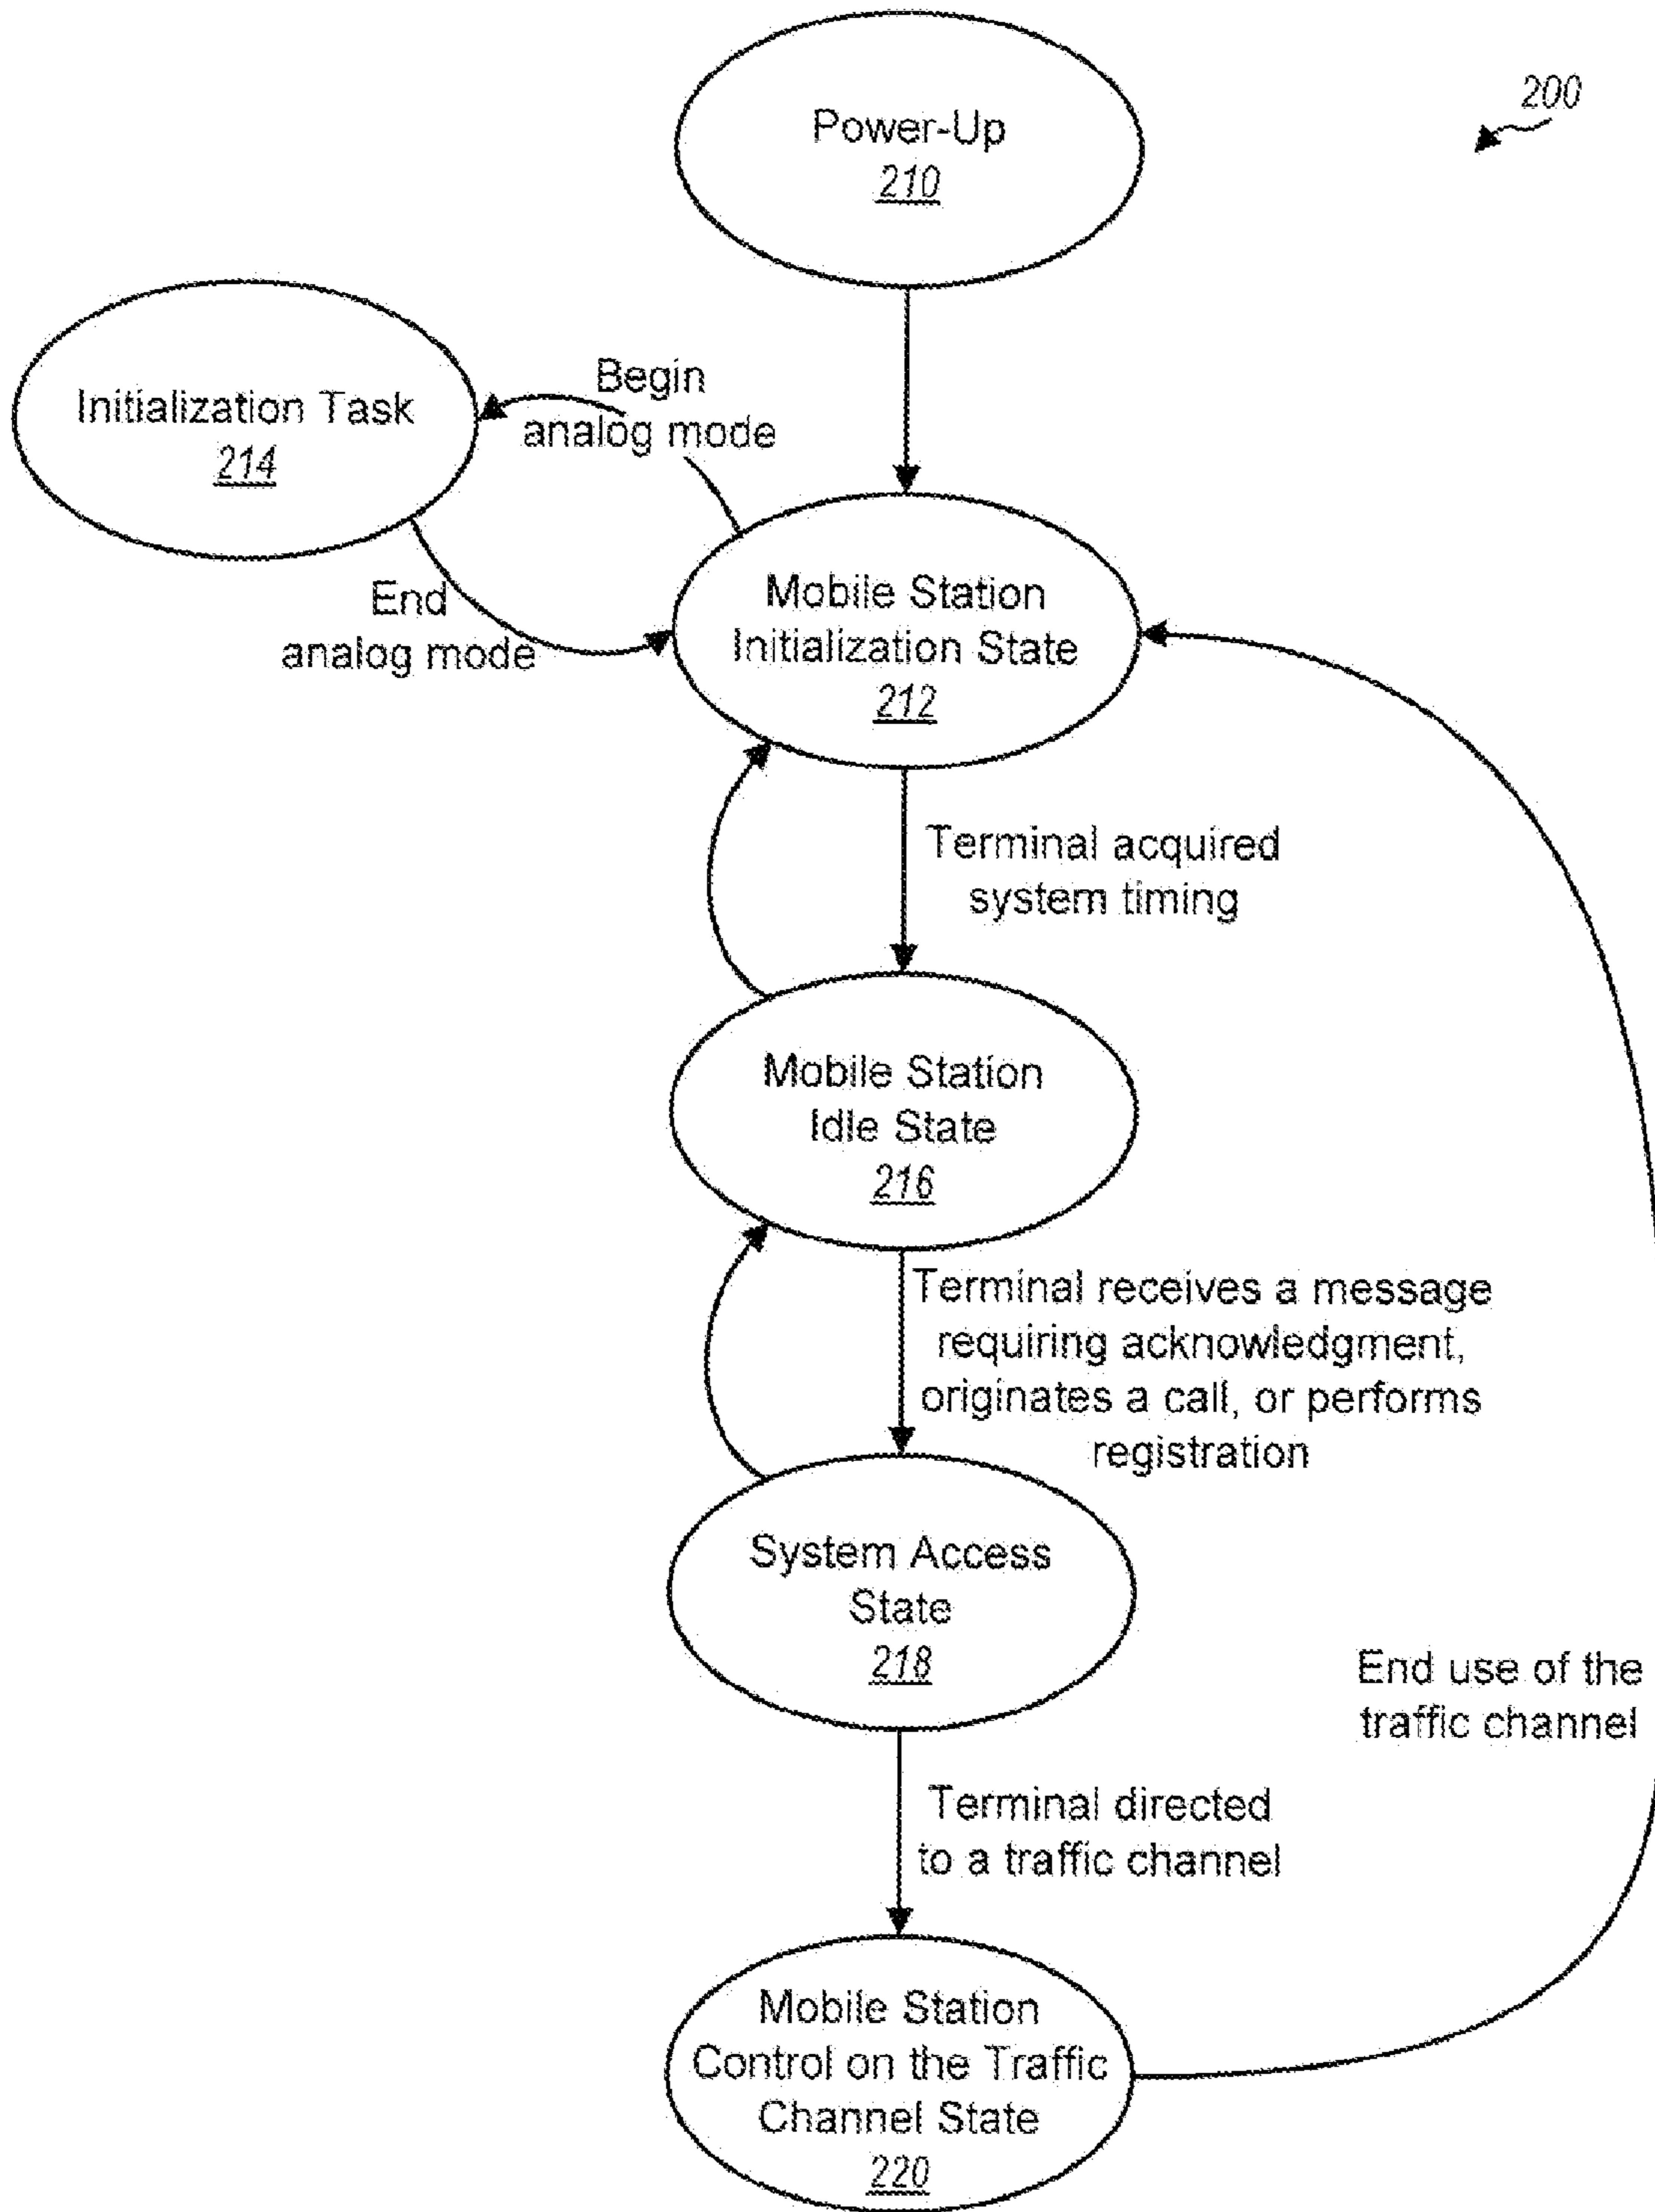 200
Power-Up
210
Begin
analog mode
Initialization Task
214
End
analog mode
Mobile Station
Initialization State
212
Terminal acquired
system timing
Mobile Station
Idle State
216
Terminal receives a message
requiring acknowledgment,
originates a call, or performs
registration
System Access
State
218
End use of the
traffic channel
Terminal directed
to a traffic channel
Mobile Station
Control on the Traffic
Channel State
220